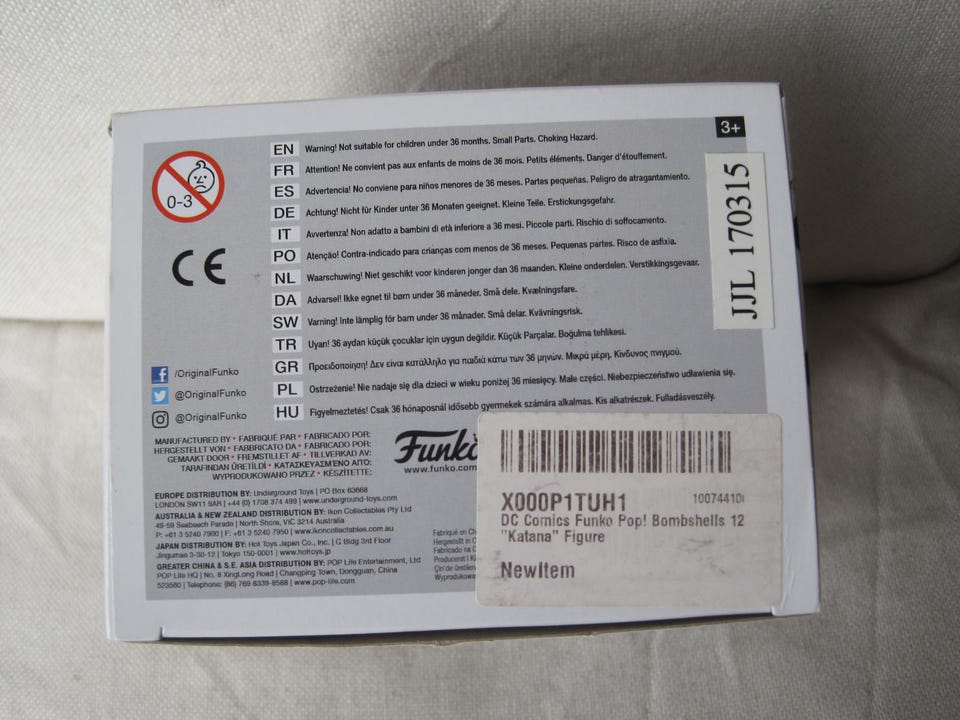 3+
0-3
CE
EN Warning! Not suitable for children under 36 months. Small Parts. Choking Hazard.
FR Attention! Ne convient pas aux enfants de moins de 36 mois. Petits éléments. Danger d'étouffement.
ES Advertencia! No conviene para niños menores de 36 meses. Partes pequeñas. Peligro de atragantamiento.
DE Achtung! Nicht für Kinder unter 36 Monaten geeignet. Kleine Teile. Erstickungsgefahr.
IT Avvertenza! Non adatto a bambini di età inferiore a 36 mesi. Piccole parti. Rischio di soffocamento.
PO Atenção! Contra-indicado para crianças com menos de 36 meses. Pequenas partes. Risco de asfixia.
NL Waarschuwing! Niet geschikt voor kinderen jonger dan 36 maanden. Kleine onderdelen. Verstikkingsgevaar.
DA Advarsel! Ikke egnet til børn under 36 måneder. Små dele. Kvælningsfare.
SW Varning! Inte lämplig för barn under 36 månader. Små delar. Kvävningsrisk.
TR Uyarı! 36 aydan küçük çocuklar için uygun değildir. Küçük Parçalar. Boğulma tehlikesi.
GR Προειδοποίηση! Δεν είναι κατάλληλο για παιδιά κάτω των 36 μηνών. Μικρά μέρη. Κίνδυνος πνιγμού.
PL Ostrzeżenie! Nie nadaje się dla dzieci w wieku poniżej 36 miesięcy. Małe części. Niebezpieczeństwo udławienia się.
HU Figyelmeztetés! Csak 36 hónaposnál idősebb gyermekek számára alkalmas. Kis alkatrészek. Fulladásveszély.
JJL 170315
/OriginalFunko
@OriginalFunko
@OriginalFunko
MANUFACTURED BY • FABRIQUÉ PAR • FABRICADO POR:
HERGESTELLT VON • FABBRICATO DA • FABRICADO POR:
GEMAAKT DOOR • FREMSTILLET AF • TILLVERKAD AV:
TARAFINDAN ÜRETİLDİ • ΚΑΤΑΣΚΕΥΑΣΜΕΝΟ ΑΠΟ:
WYPRODUKOWANO PRZEZ • KÉSZÍTETTE:
Funko
www.funko.com
EUROPE DISTRIBUTION BY: Underground Toys | PO Box 63668
LONDON SW11 9AR | +44 (0) 1708 374 499 | www.underground-toys.com
AUSTRALIA & NEW ZEALAND DISTRIBUTION BY: Ikon Collectables Pty Ltd
49-59 Seabeach Parade | North Shore, VIC 3214 Australia
P: +61 3 5240 7900 | F: +61 3 5240 7950 | www.ikoncollectables.com.au
JAPAN DISTRIBUTION BY: Hot Toys Japan Co., Inc. | G Bldg 3rd Floor
Jingumae 3-30-12 | Tokyo 150-0001 | www.hottoys.jp
GREATER CHINA & S.E. ASIA DISTRIBUTION BY: POP Life Entertainment, Ltd
POP Life HQ | No. 8 XingLong Road | Changping Town, Dongguan, China
523560 | Telephone: (86) 769 8339-8588 | www.pop-life.com
Fabriqué en
Hergestellt in
Fabricado na
Producerst i
Çin'de
Wyprodukowa
X000P1TUH1
DC Comics Funko Pop! Bombshells 12
"Katana" Figure
NewItem